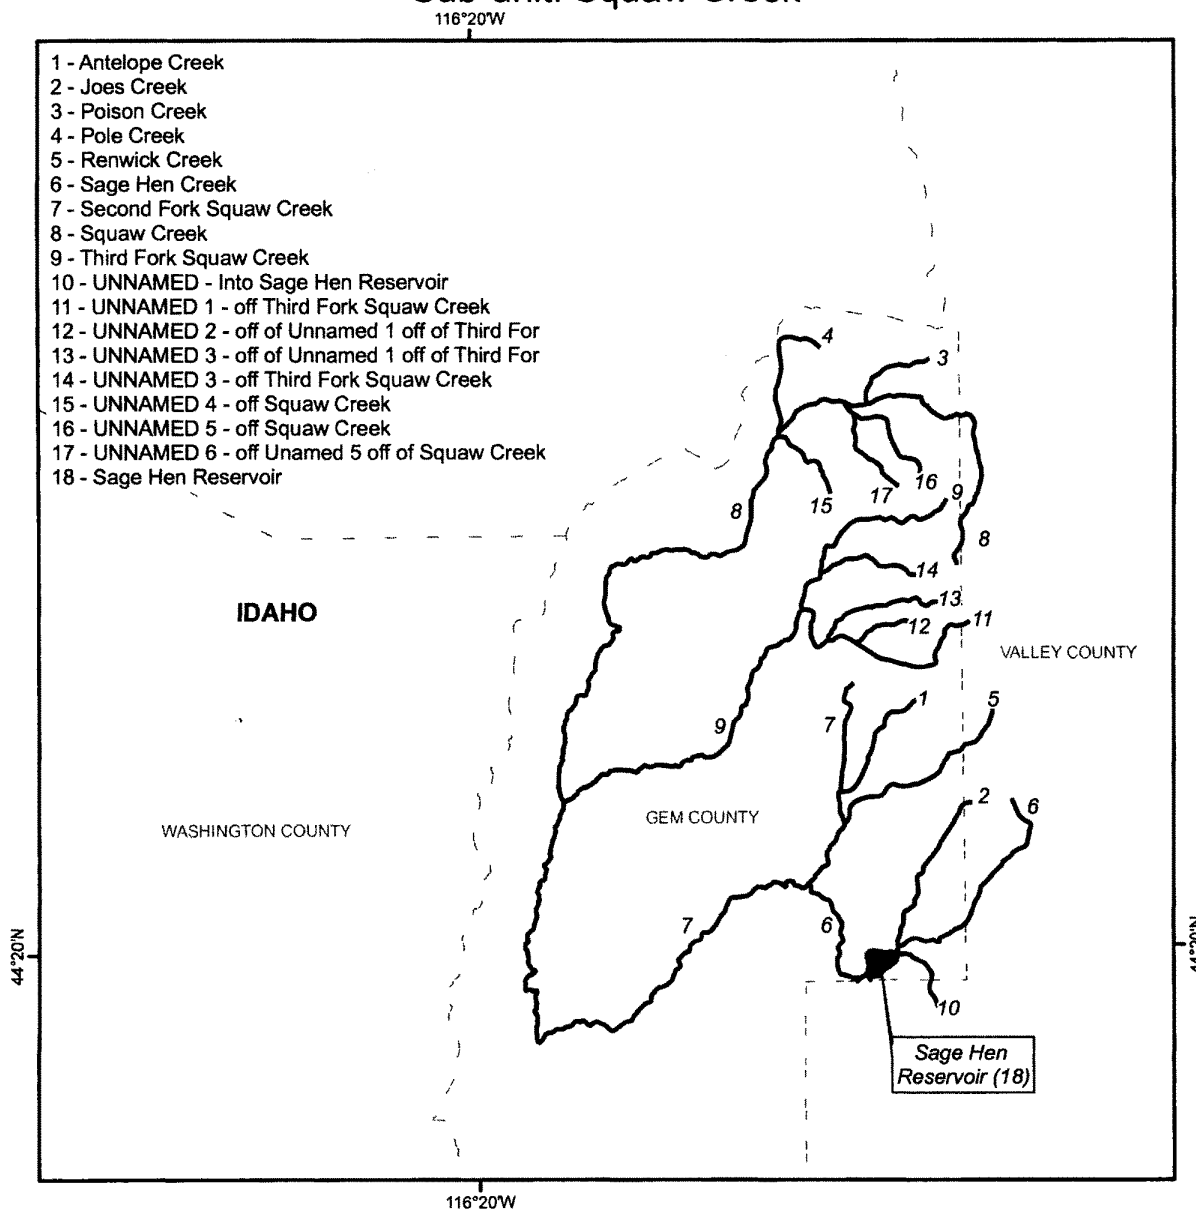 Sub-unit: Squaw Creek
116°20'W
1 - Antelope Creek
2 - Joes Creek
3 - Poison Creek
4 - Pole Creek
5 - Renwick Creek
6 - Sage Hen Creek
7 - Second Fork Squaw Creek
8 - Squaw Creek
9 - Third Fork Squaw Creek
10 - UNNAMED - Into Sage Hen Reservoir
11 - UNNAMED 1 - off Third Fork Squaw Creek
12 - UNNAMED 2 - off of Unnamed 1 off of Third For
13 - UNNAMED 3 - off of Unnamed 1 off of Third For
14 - UNNAMED 3 - off Third Fork Squaw Creek
15 - UNNAMED 4 - off Squaw Creek
16 - UNNAMED 5 - off Squaw Creek
17 - UNNAMED 6 - off Unamed 5 off of Squaw Creek
18 - Sage Hen Reservoir
4
3
16
17
9
15
8
8
14
IDAHO
13
12
11
VALLEY COUNTY
1
5
7
9
2
6
GEM COUNTY
WASHINGTON COUNTY
7
6
44°20'N
44°20'N
10
Sage Hen
Reservoir (18)
116°20'W